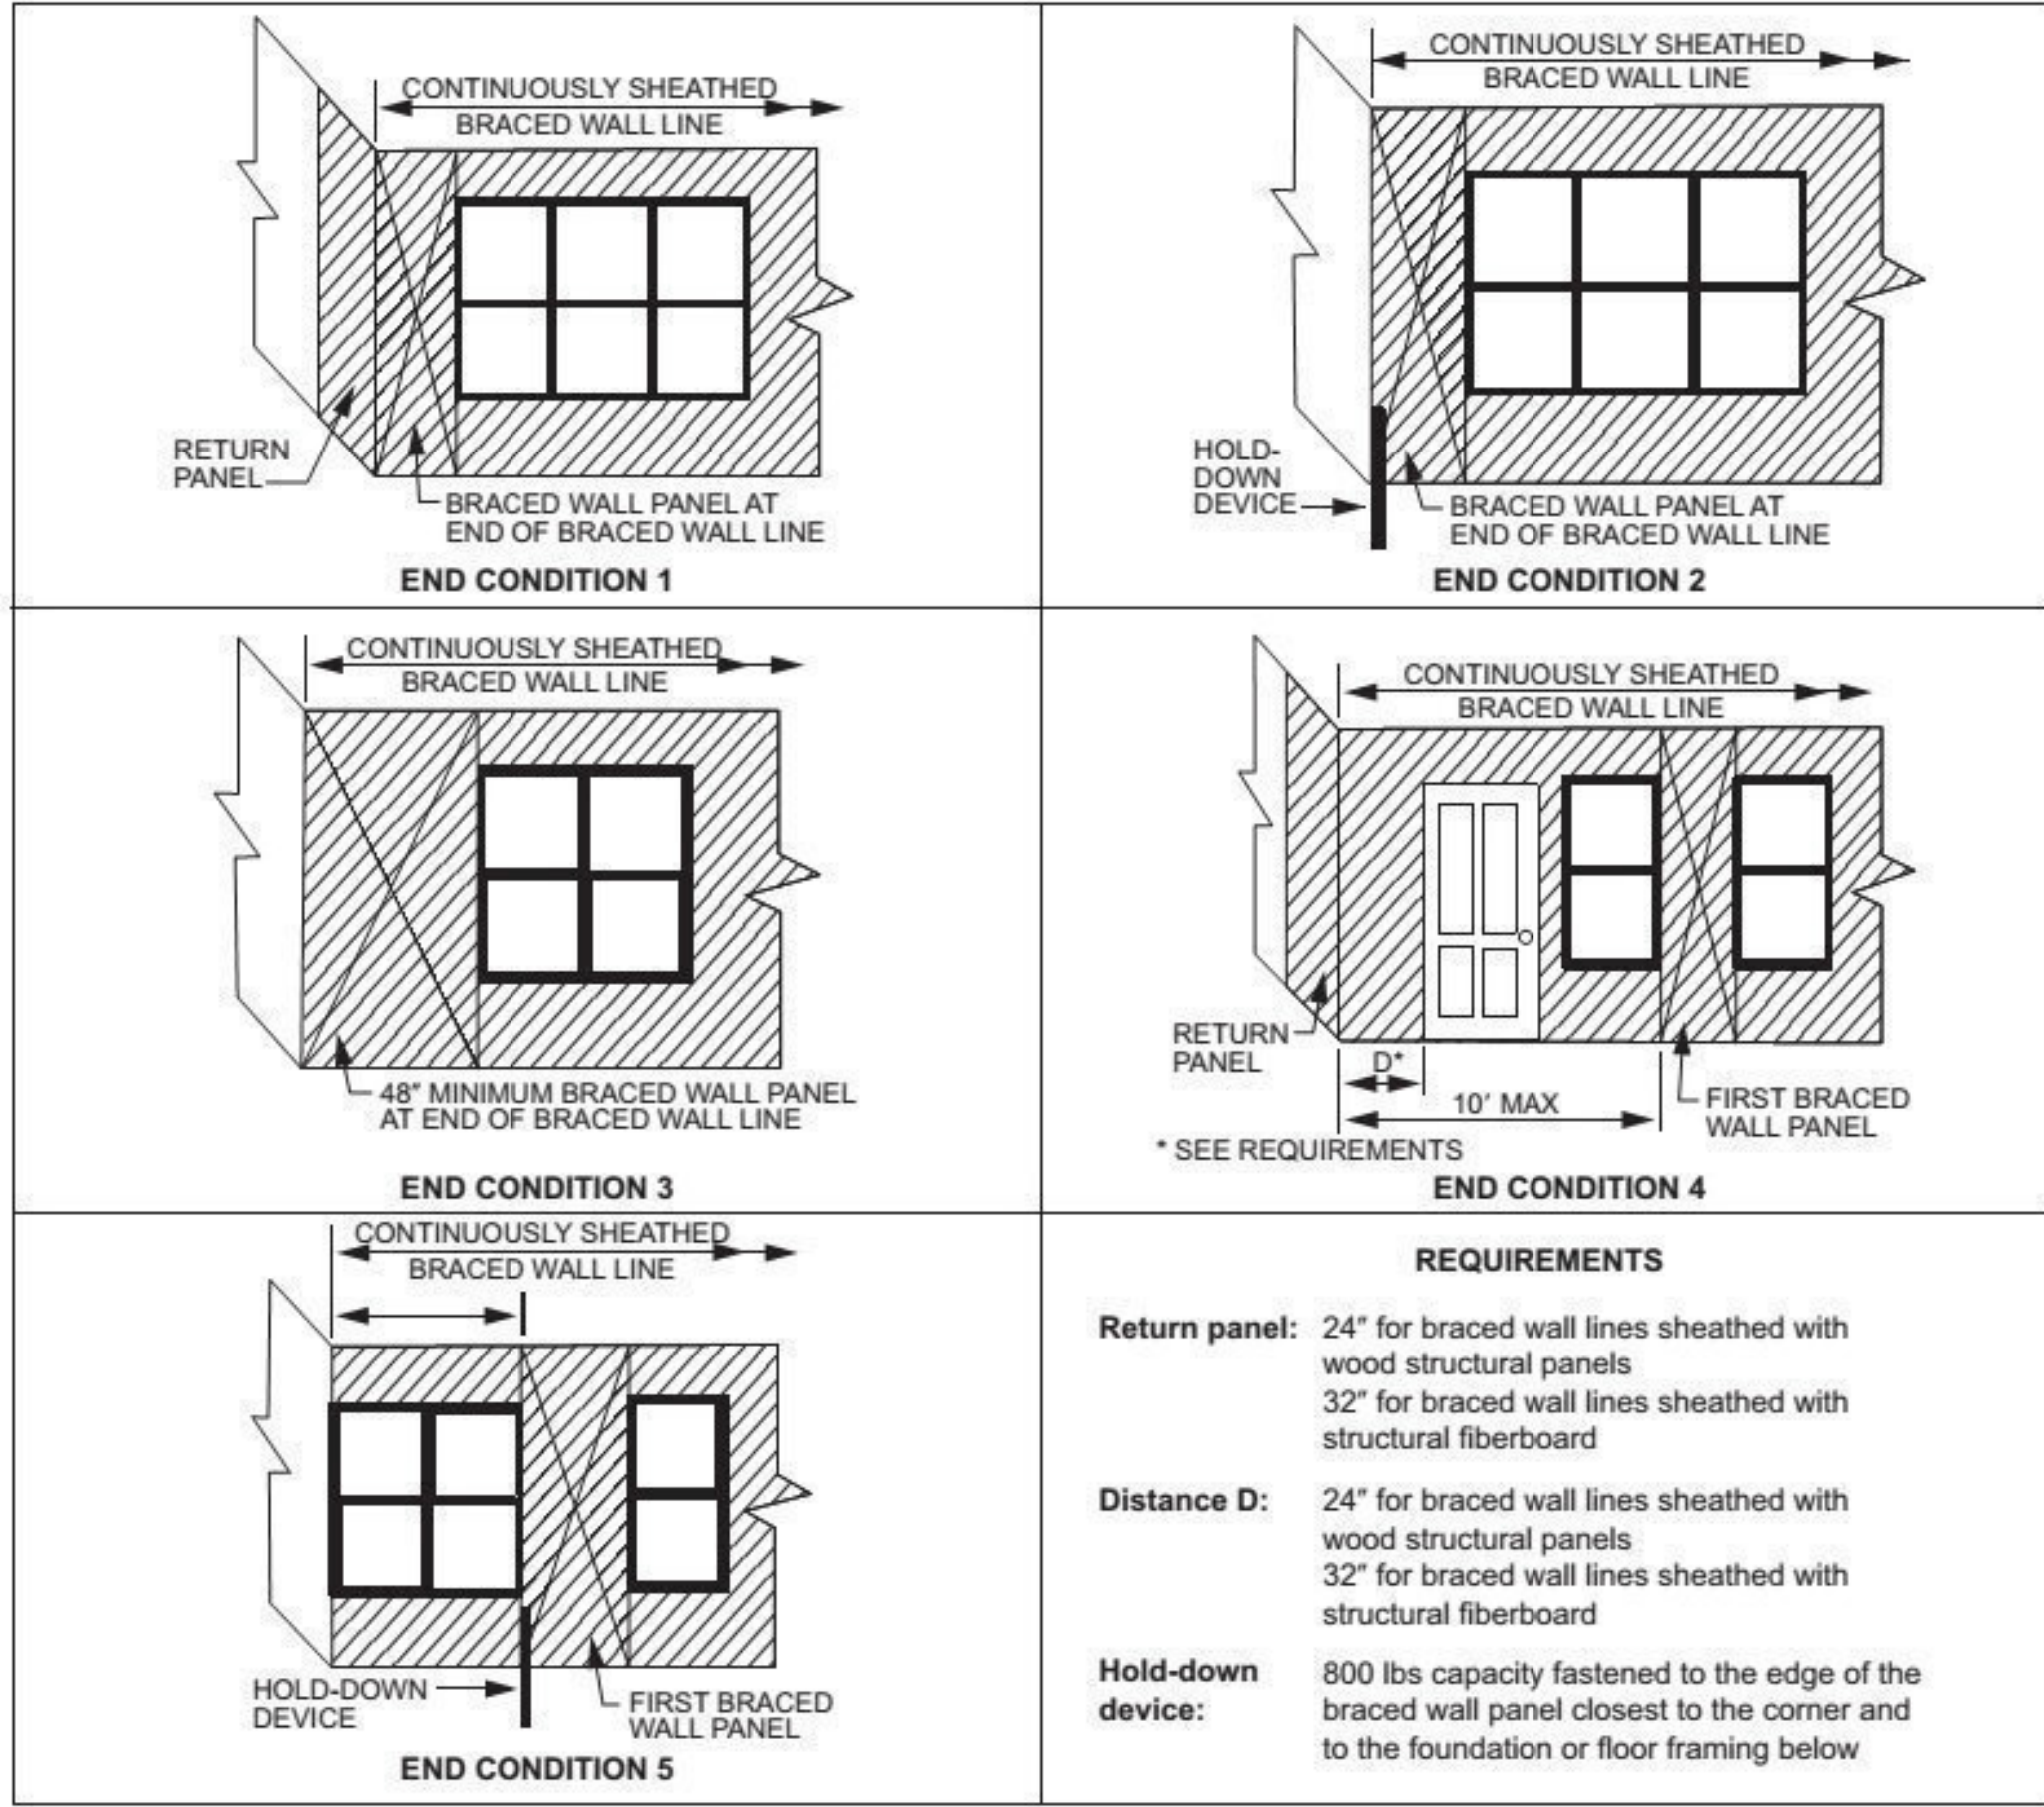 CONTINUOUSLY SHEATHED
BRACED WALL LINE
RETURN
PANEL
BRACED WALL PANEL AT
END OF BRACED WALL LINE
END CONDITION 1
CONTINUOUSLY SHEATHED
BRACED WALL LINE
HOLD-
DOWN
DEVICE
BRACED WALL PANEL AT
END OF BRACED WALL LINE
END CONDITION 2
CONTINUOUSLY SHEATHED
BRACED WALL LINE
48″ MINIMUM BRACED WALL PANEL
AT END OF BRACED WALL LINE
END CONDITION 3
CONTINUOUSLY SHEATHED
BRACED WALL LINE
RETURN
PANEL
D*
10′ MAX
FIRST BRACED
WALL PANEL
* SEE REQUIREMENTS
END CONDITION 4
CONTINUOUSLY SHEATHED
BRACED WALL LINE
HOLD-DOWN
DEVICE
FIRST BRACED
WALL PANEL
END CONDITION 5
REQUIREMENTS
Return panel: 24″ for braced wall lines sheathed with
wood structural panels
32″ for braced wall lines sheathed with
structural fiberboard
Distance D: 24″ for braced wall lines sheathed with
wood structural panels
32″ for braced wall lines sheathed with
structural fiberboard
Hold-down 800 lbs capacity fastened to the edge of the
device: braced wall panel closest to the corner and
to the foundation or floor framing below